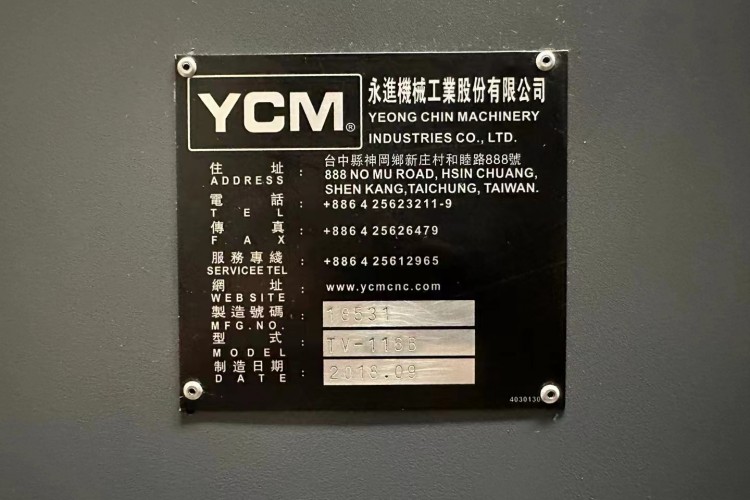 YCM®
永進機械工業股份有限公司
YEONG CHIN MACHINERY
INDUSTRIES CO., LTD.
住址: 台中縣神岡鄉新庄村和睦路888號
ADDRESS 888 NO MU ROAD, HSIN CHUANG,
SHEN KANG, TAICHUNG, TAIWAN.
電話: +886 4 25623211-9
TEL
傳真: +886 4 25626479
FAX
服務專綫: +886 4 25612965
SERVICEE TEL
網址: www.ycmcnc.com
WEBSITE
製造號碼: 16531
MFG.NO.
型式:
MODEL
制造日期: 2018.09
DATE
4030130